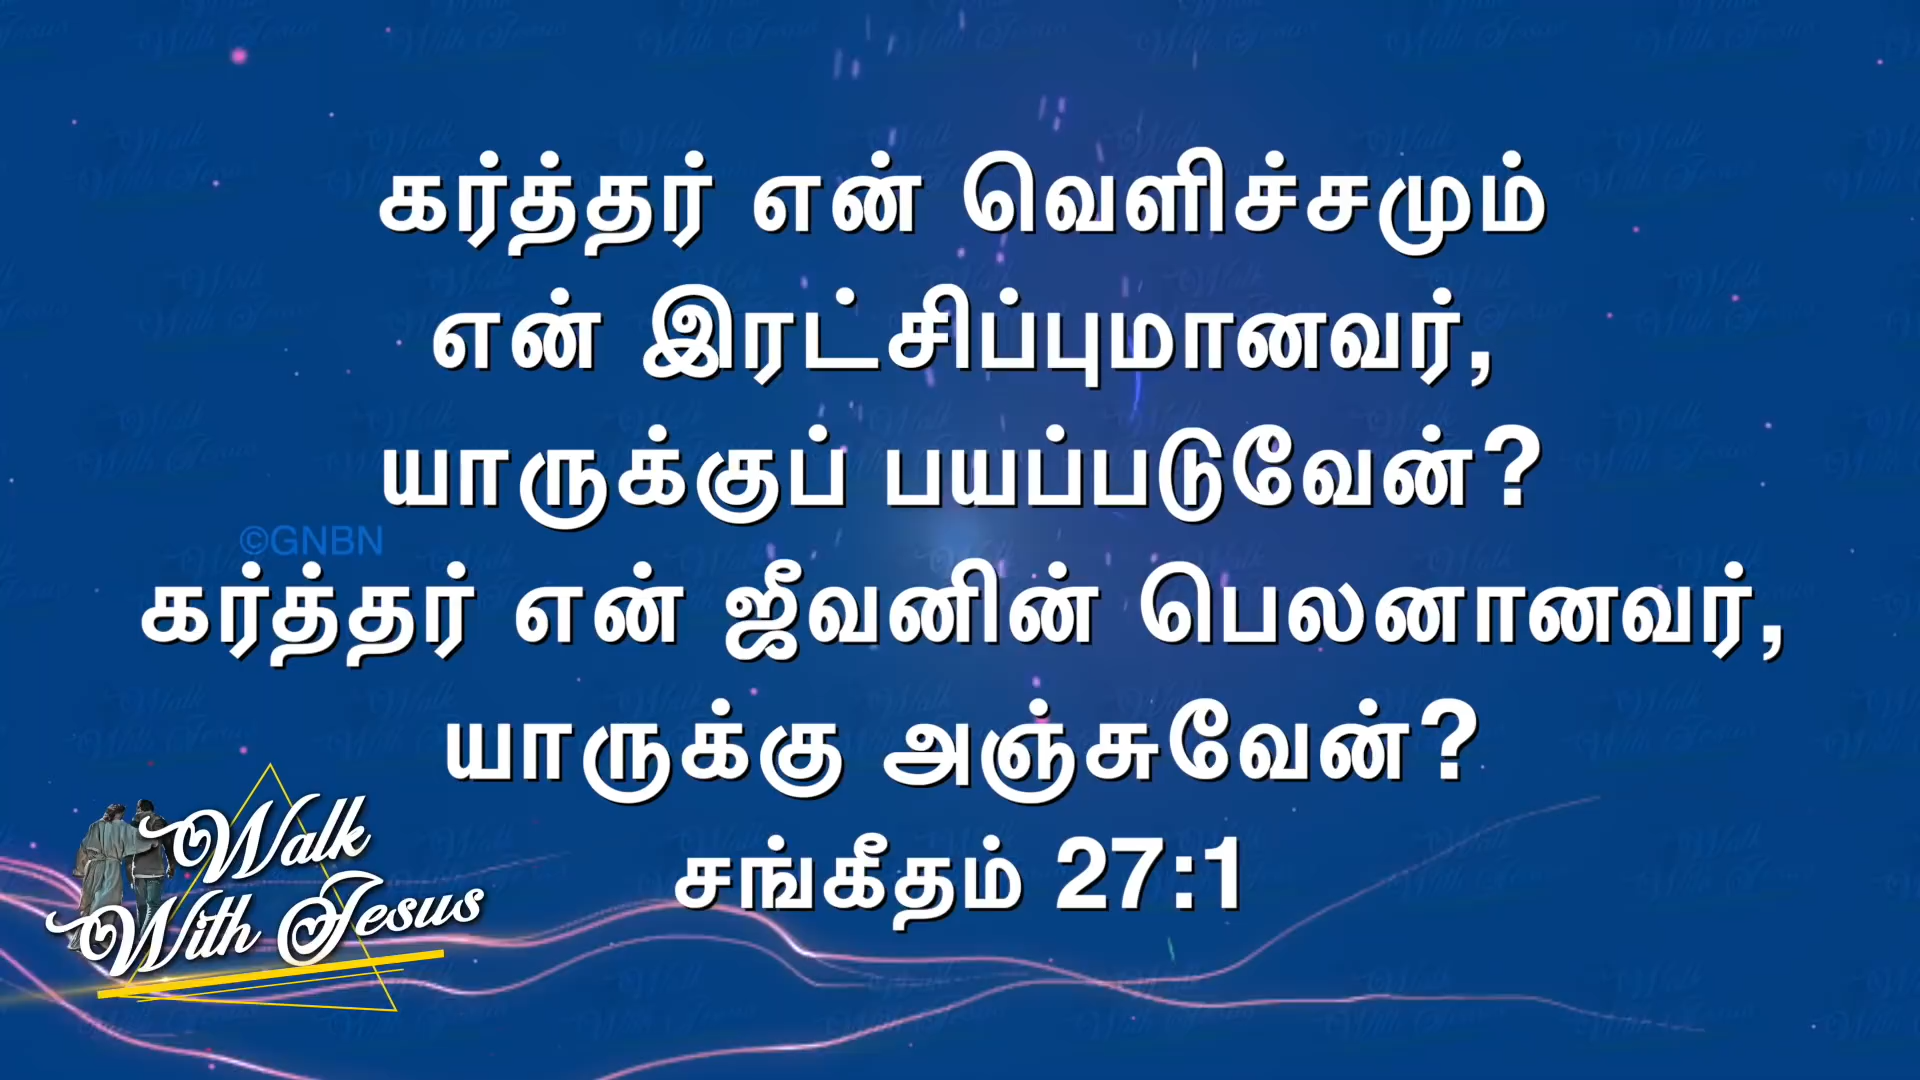 கர்த்தர் என் வெளிச்சமும்
என் இரட்சிப்புமானவர்,
யாருக்குப் பயப்படுவேன்?
©GNBN
கர்த்தர் என் ஜீவனின் பெலனானவர்,
யாருக்கு அஞ்சுவேன்?
சங்கீதம் 27:1
Walk
With Jesus